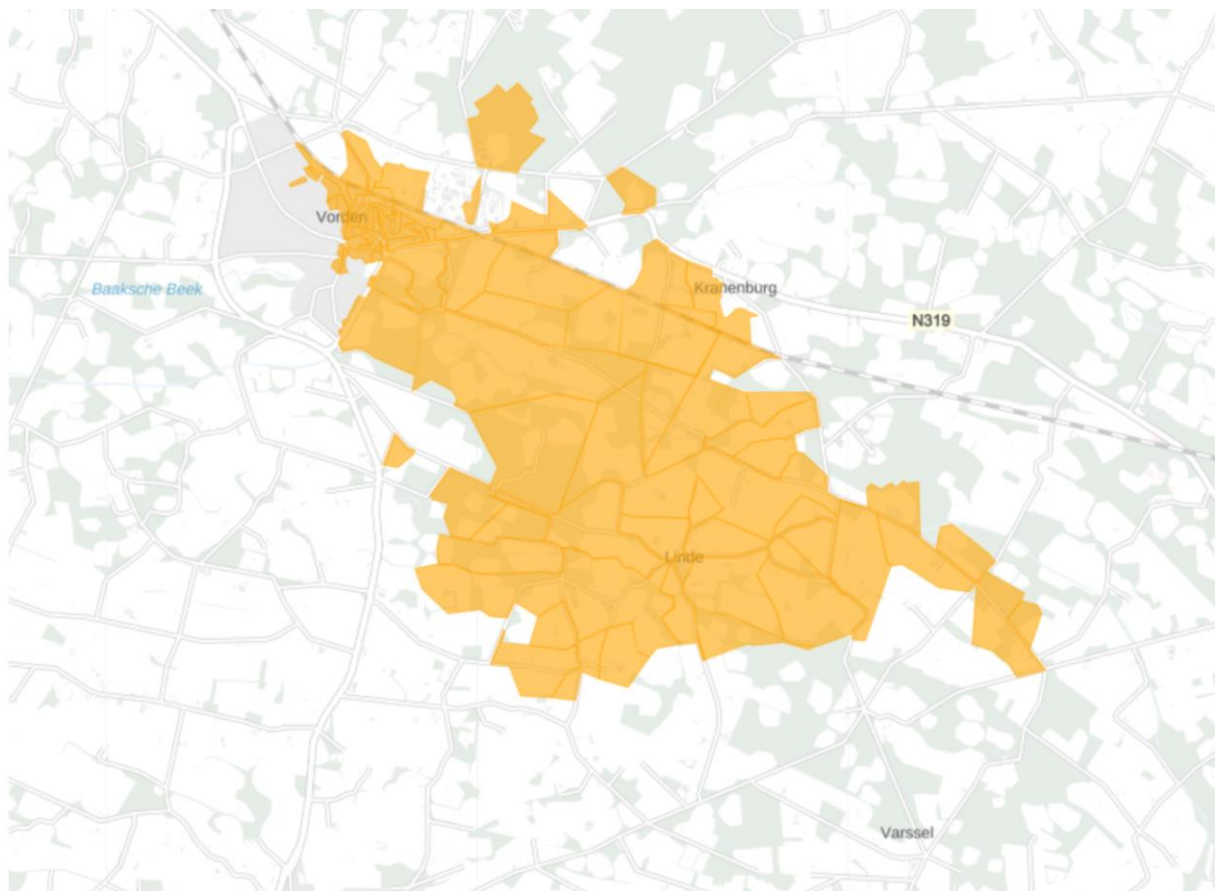 Vorden
Baaksche Beek
Kranenburg
N319
Linde
Varssel